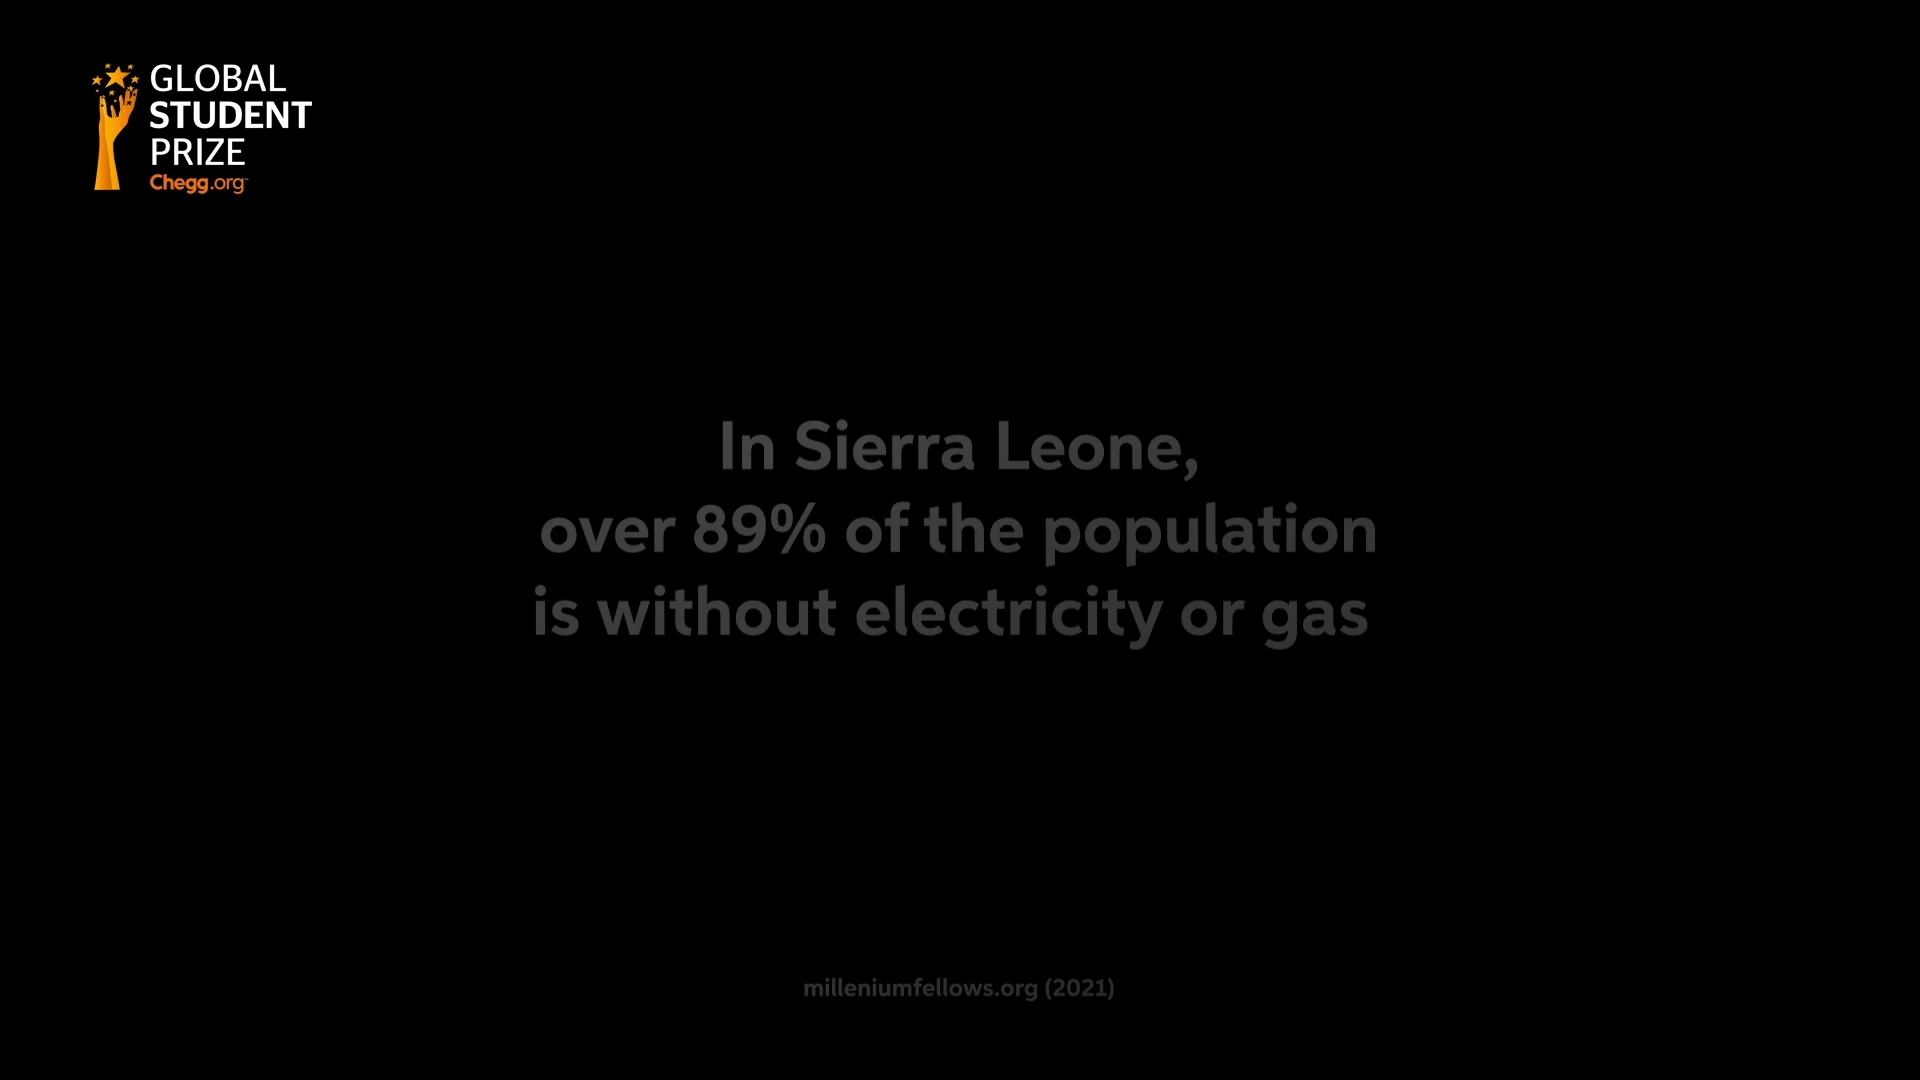 GLOBAL
STUDENT
PRIZE
Chegg.org
In Sierra Leone,
over 89% of the population
is without electricity or gas
milleniumfellows.org (2021)